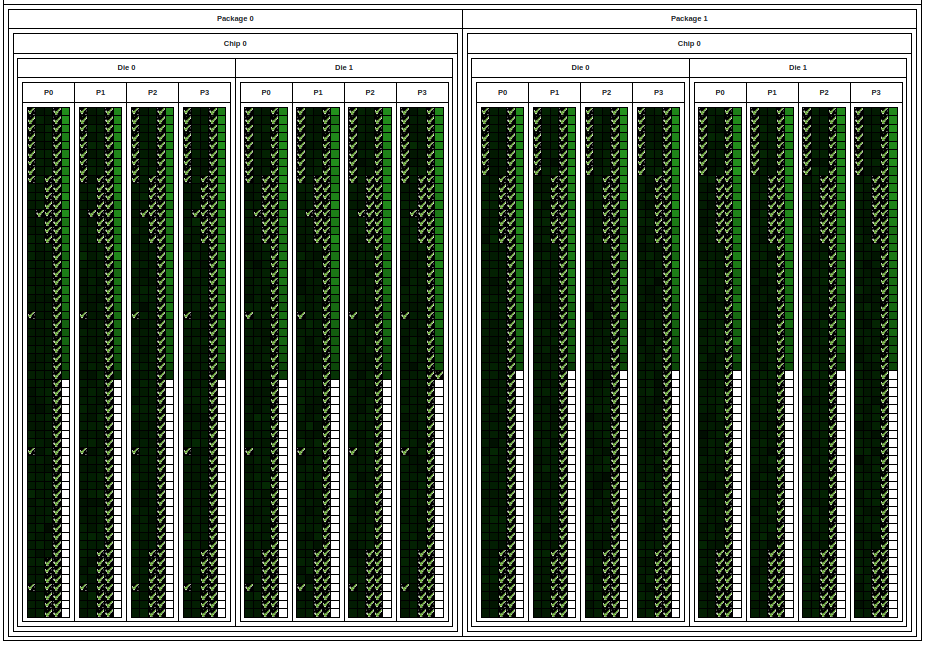 Package 0 Package 1
Chip 0 Chip 0
Die 0 Die 1 Die 0 Die 1
P0 P1 P2 P3 P0 P1 P2 P3 P0 P1 P2 P3 P0 P1 P2 P3